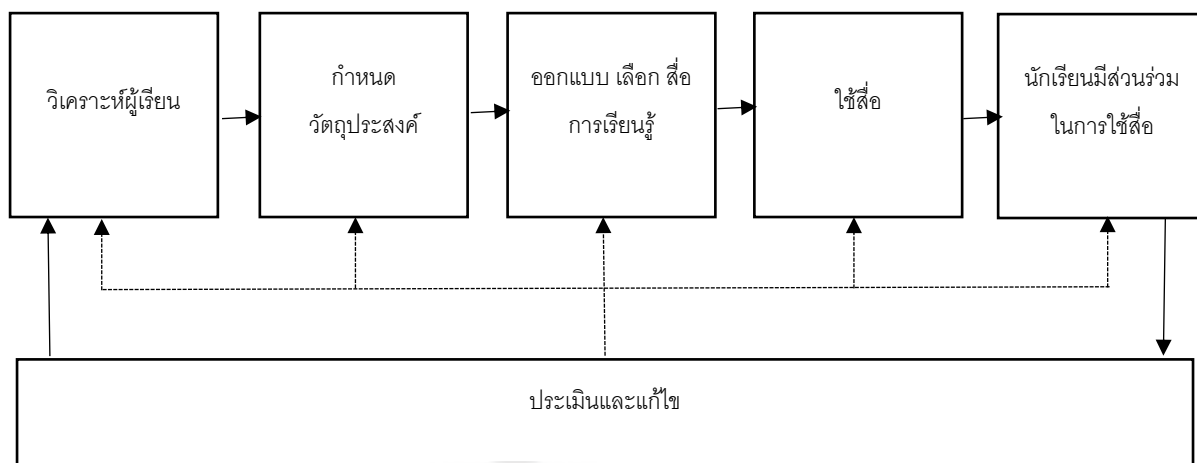 วิเคราะห์ผู้เรียน
กำหนด
วัตถุประสงค์
ออกแบบ เลือก สื่อ
การเรียนรู้
ใช้สื่อ
นักเรียนมีส่วนร่วม
ในการใช้สื่อ
ประเมินและแก้ไข